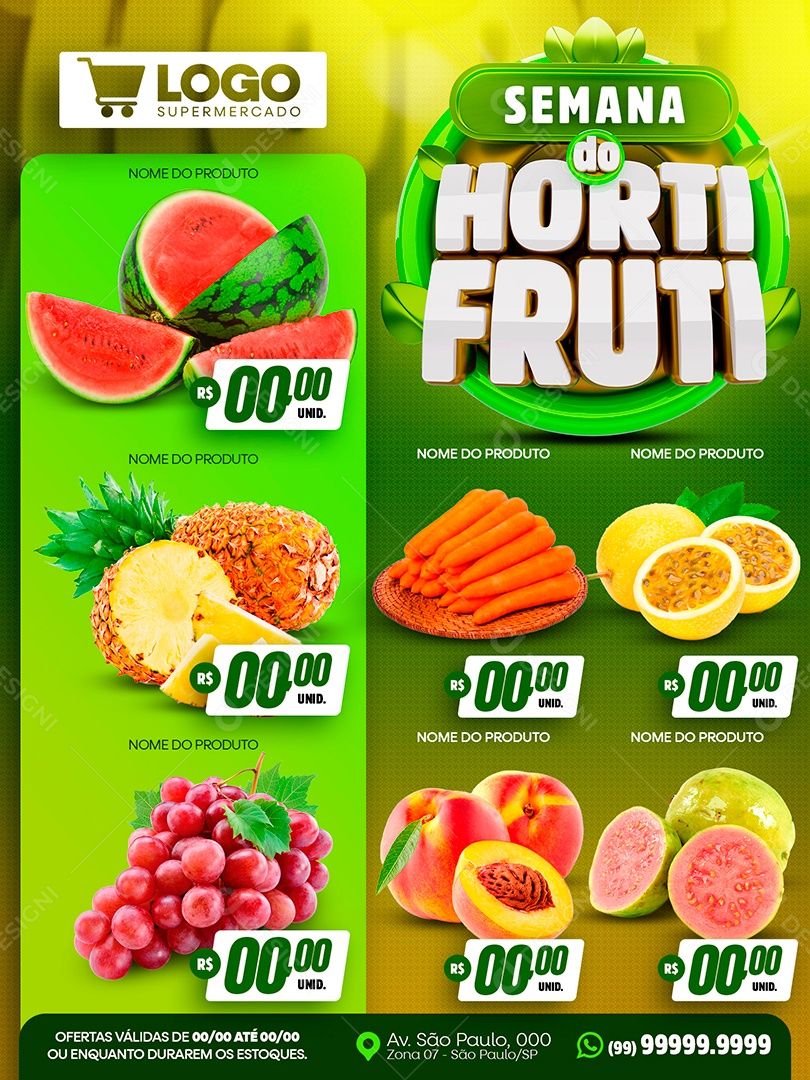 LOGO
SUPERMERCADO
SEMANA
do
HORTI
FRUTI
NOME DO PRODUTO
R$ 00,00
UNID.
NOME DO PRODUTO
R$ 00,00
UNID.
NOME DO PRODUTO
R$ 00,00
UNID.
NOME DO PRODUTO
R$ 00,00
UNID.
NOME DO PRODUTO
R$ 00,00
UNID.
NOME DO PRODUTO
R$ 00,00
UNID.
NOME DO PRODUTO
R$ 00,00
UNID.
OFERTAS VÁLIDAS DE 00/00 ATÉ 00/00
OU ENQUANTO DURAREM OS ESTOQUES.
Av. São Paulo, 000
Zona 07 - São Paulo/SP
(99) 99999.9999
DESIGNI